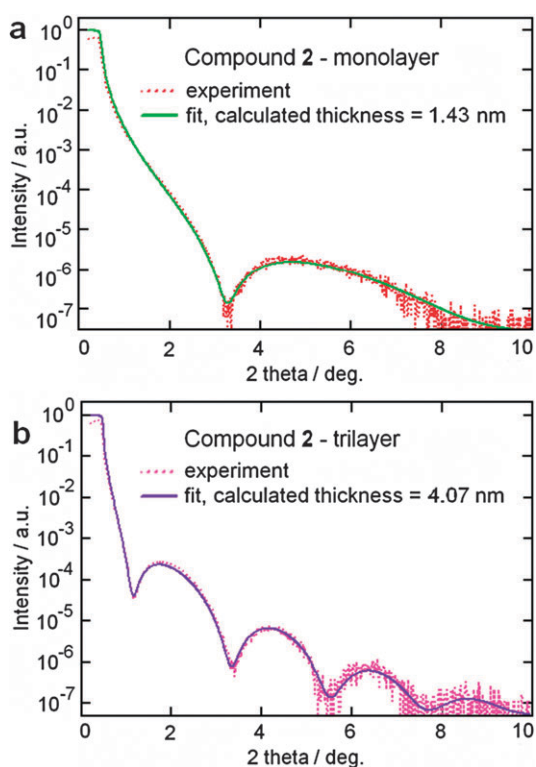 a
Compound 2 - monolayer
experiment
fit, calculated thickness = 1.43 nm
Intensity / a.u.
10^0
10^-1
10^-2
10^-3
10^-4
10^-5
10^-6
10^-7
0 2 4 6 8 10
2 theta / deg.
b
Compound 2 - trilayer
experiment
fit, calculated thickness = 4.07 nm
Intensity / a.u.
10^0
10^-1
10^-2
10^-3
10^-4
10^-5
10^-6
10^-7
0 2 4 6 8 10
2 theta / deg.